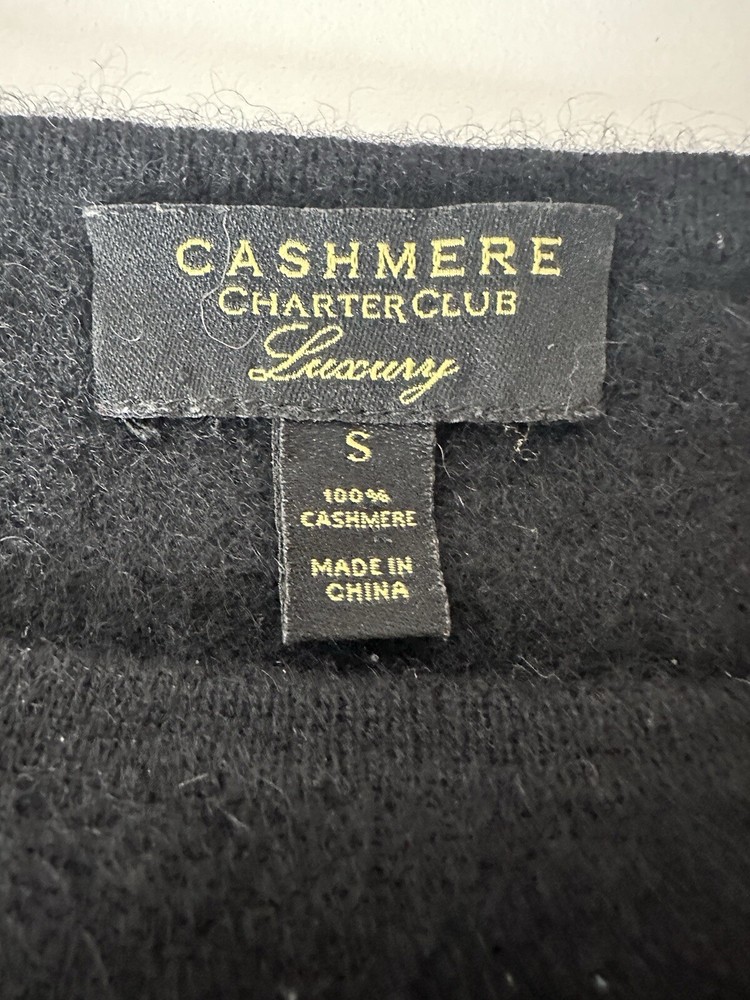 CASHMERE
CHARTER CLUB
Luxury
S
100%
CASHMERE
MADE IN
CHINA